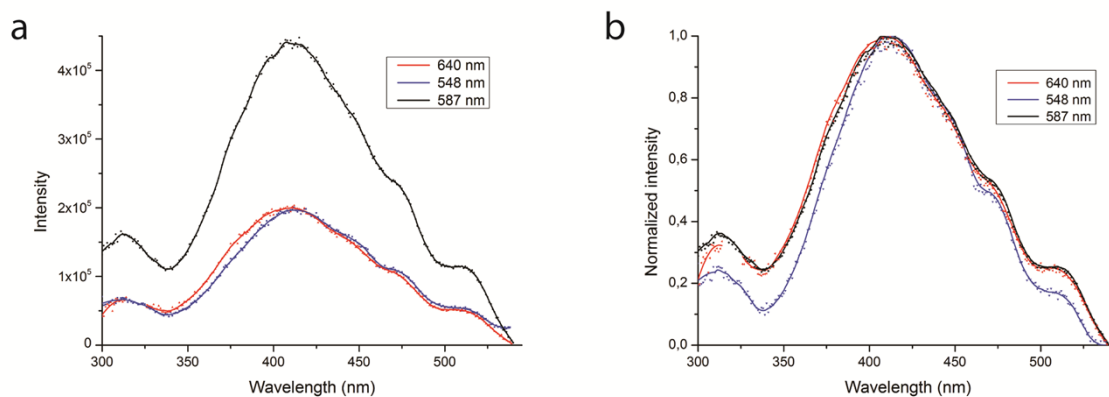 a
4x10⁵
3x10⁵
2x10⁵
1x10⁵
0
300
350
400
450
500
Intensity
Wavelength (nm)
640 nm
548 nm
587 nm
b
1,0
0,8
0,6
0,4
0,2
0,0
300
350
400
450
500
Normalized intensity
Wavelength (nm)
640 nm
548 nm
587 nm